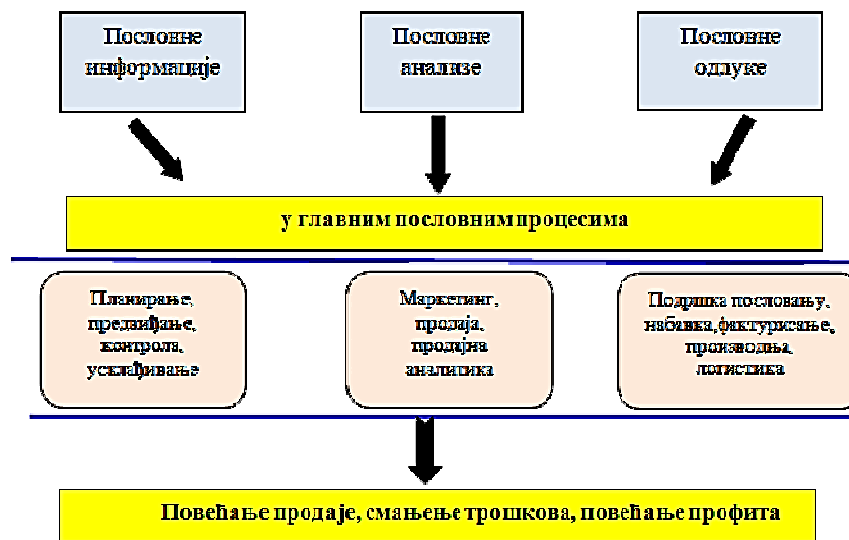 Пословне
информације
Пословне
анализе
Пословне
одлуке
у главним пословним процесима
Планирање,
предвиђање,
контрола,
усклађивање
Маркетинг,
продаја,
продајна
аналитика
Подршка пословању,
набавка, фактурисање,
производња,
логистика
Повећање продаје, смањење трошкова, повећање профита